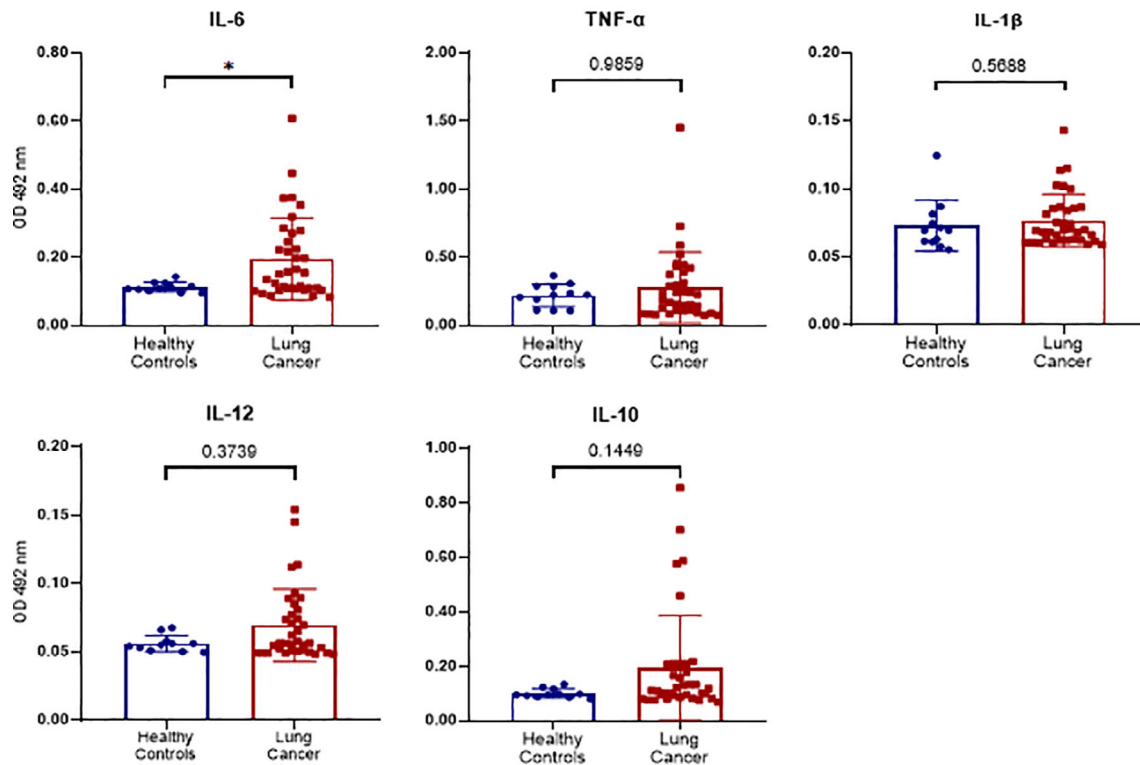 IL-6
*
0.80
0.60
0.40
0.20
0.00
OD 492 nm
Healthy
Controls
Lung
Cancer
TNF-α
0.9859
2.00
1.50
1.00
0.50
0.00
Healthy
Controls
Lung
Cancer
IL-1β
0.5688
0.20
0.15
0.10
0.05
0.00
Healthy
Controls
Lung
Cancer
IL-12
0.3739
0.20
0.15
0.10
0.05
0.00
OD 492 nm
Healthy
Controls
Lung
Cancer
IL-10
0.1449
1.00
0.80
0.60
0.40
0.20
0.00
Healthy
Controls
Lung
Cancer